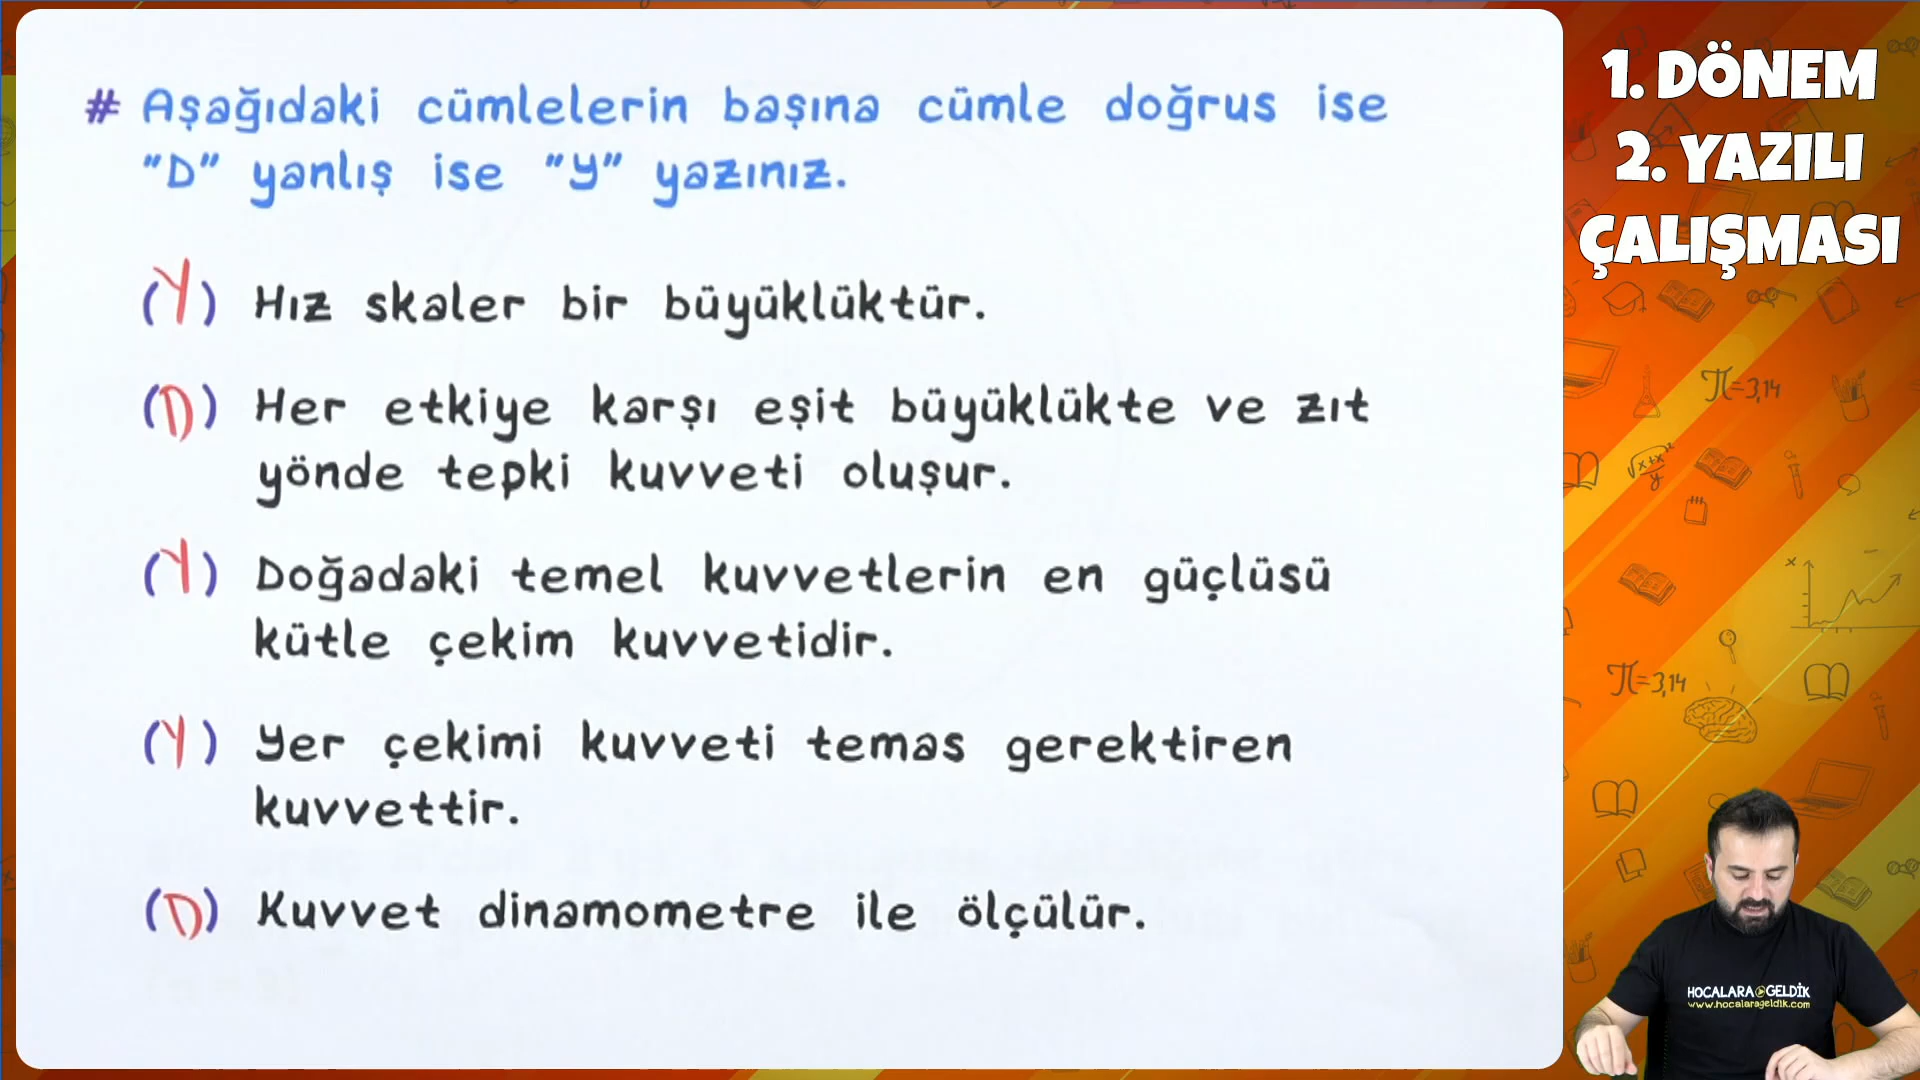 # Aşağıdaki cümlelerin başına cümle doğrus ise
"D" yanlış ise "Y" yazınız.
(Y) Hız skaler bir büyüklüktür.
(D) Her etkiye karşı eşit büyüklükte ve zıt
yönde tepki kuvveti oluşur.
(Y) Doğadaki temel kuvvetlerin en güçlüsü
kütle çekim kuvvetidir.
(Y) Yer çekimi kuvveti temas gerektiren
kuvvettir.
(D) Kuvvet dinamometre ile ölçülür.
1. DÖNEM
2. YAZILI
ÇALIŞMASI
π=3,14
π=3,14
HOCALARA GELDİK
www.hocalarageldik.com